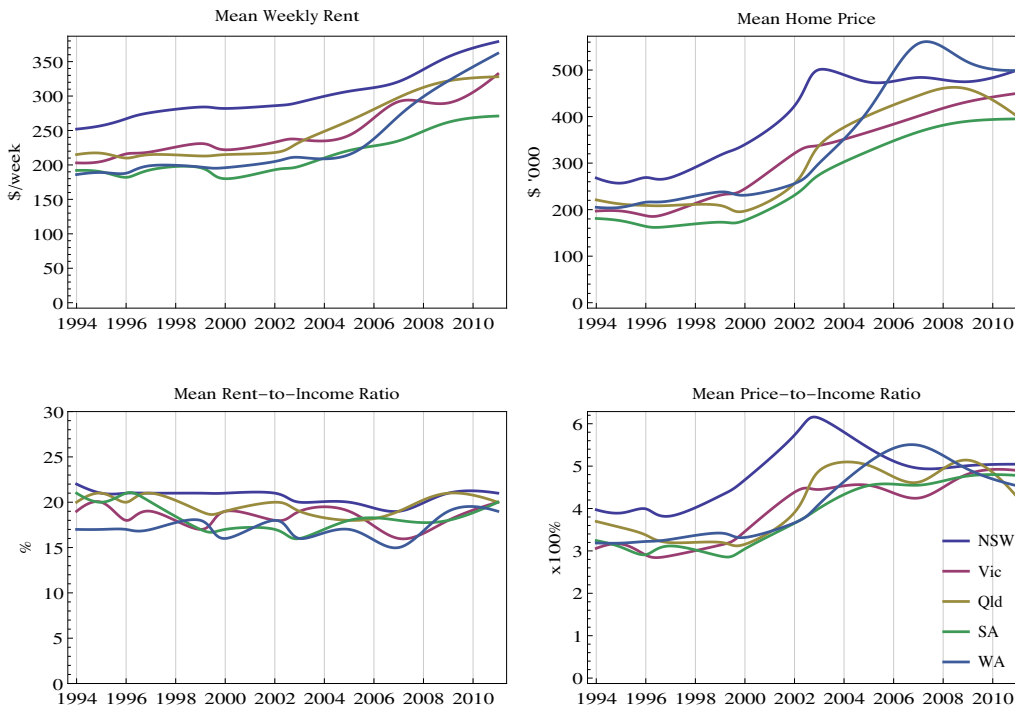 Mean Weekly Rent
$/week
350
300
250
200
150
100
50
0
1994 1996 1998 2000 2002 2004 2006 2008 2010
Mean Home Price
$ '000
500
400
300
200
100
0
1994 1996 1998 2000 2002 2004 2006 2008 2010
Mean Rent-to-Income Ratio
%
30
25
20
15
10
5
0
1994 1996 1998 2000 2002 2004 2006 2008 2010
Mean Price-to-Income Ratio
x100%
6
5
4
3
2
1
0
NSW
Vic
Qld
SA
WA
1994 1996 1998 2000 2002 2004 2006 2008 2010